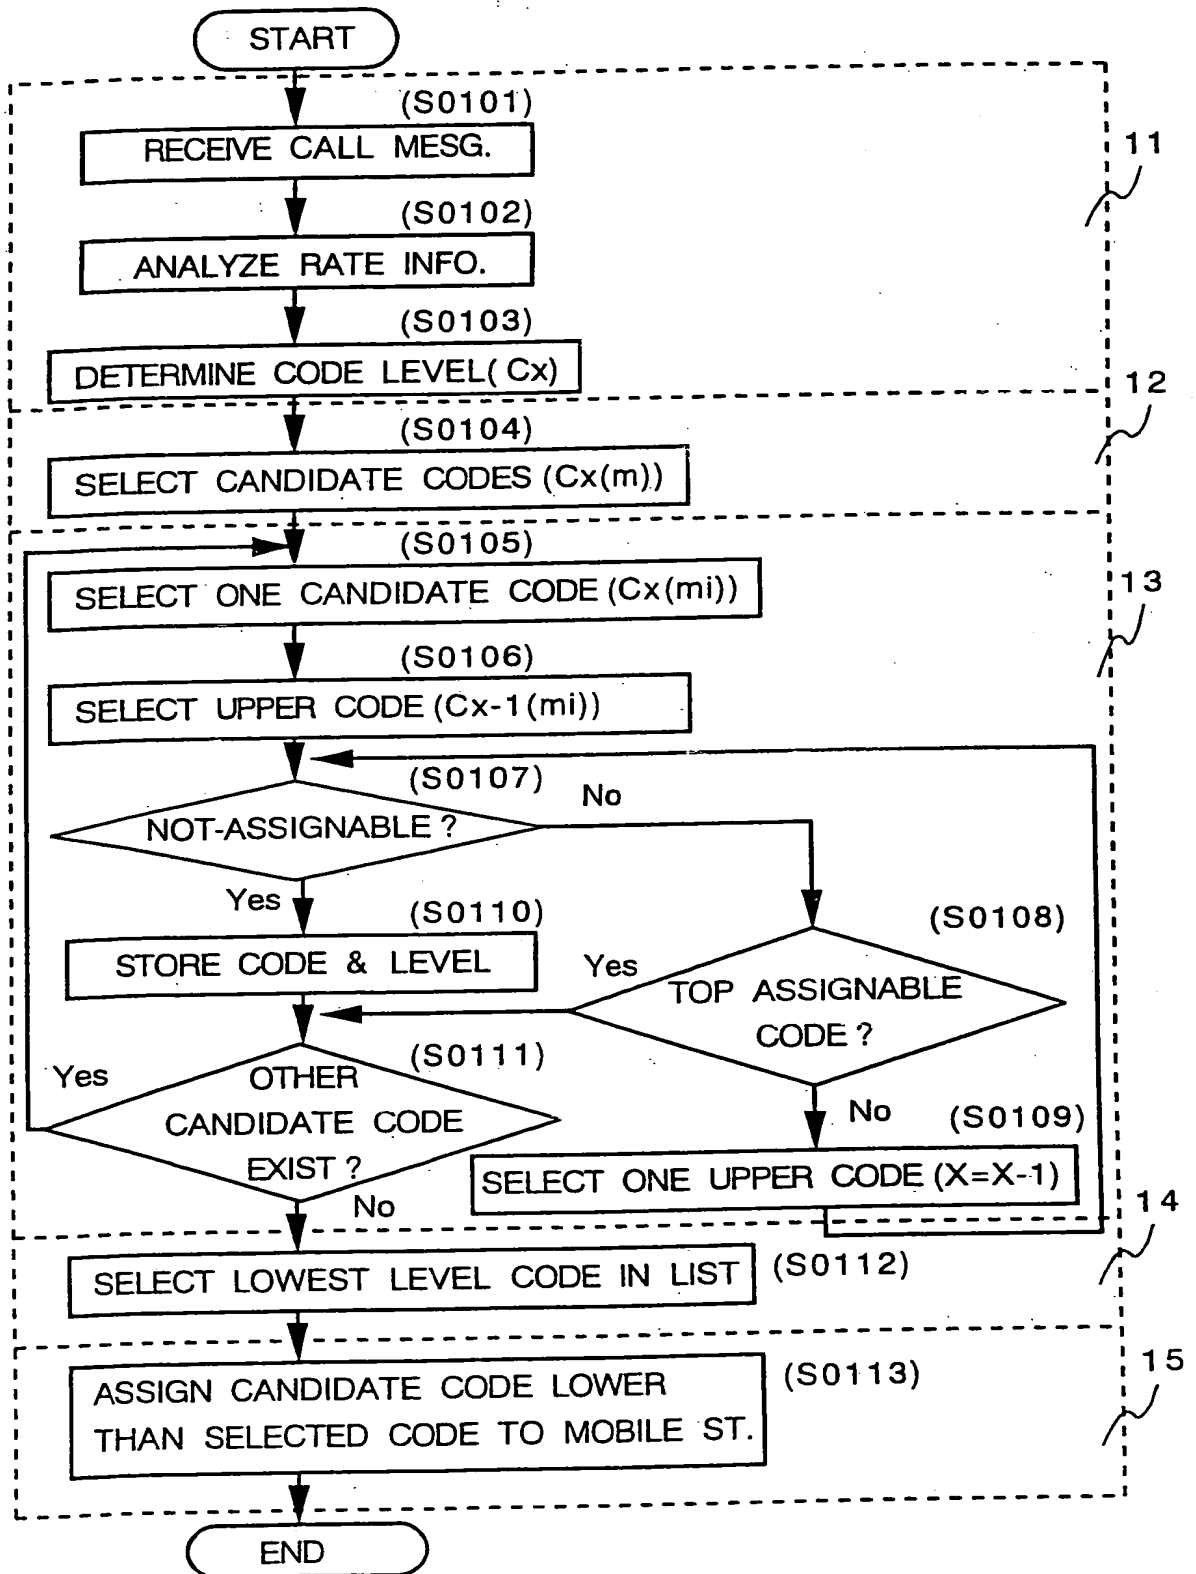 START
(S0101)
RECEIVE CALL MESG.
11
(S0102)
ANALYZE RATE INFO.
(S0103)
DETERMINE CODE LEVEL(Cx)
12
(S0104)
SELECT CANDIDATE CODES (Cx(m))
(S0105)
SELECT ONE CANDIDATE CODE (Cx(mi))
13
(S0106)
SELECT UPPER CODE (Cx-1(mi))
(S0107)
No
NOT-ASSIGNABLE ?
Yes
(S0110)
(S0108)
STORE CODE & LEVEL
Yes
TOP ASSIGNABLE
CODE ?
(S0111)
Yes
OTHER
CANDIDATE CODE
EXIST ?
No
(S0109)
SELECT ONE UPPER CODE (X=X-1)
No
14
SELECT LOWEST LEVEL CODE IN LIST
(S0112)
15
ASSIGN CANDIDATE CODE LOWER
THAN SELECTED CODE TO MOBILE ST.
(S0113)
END